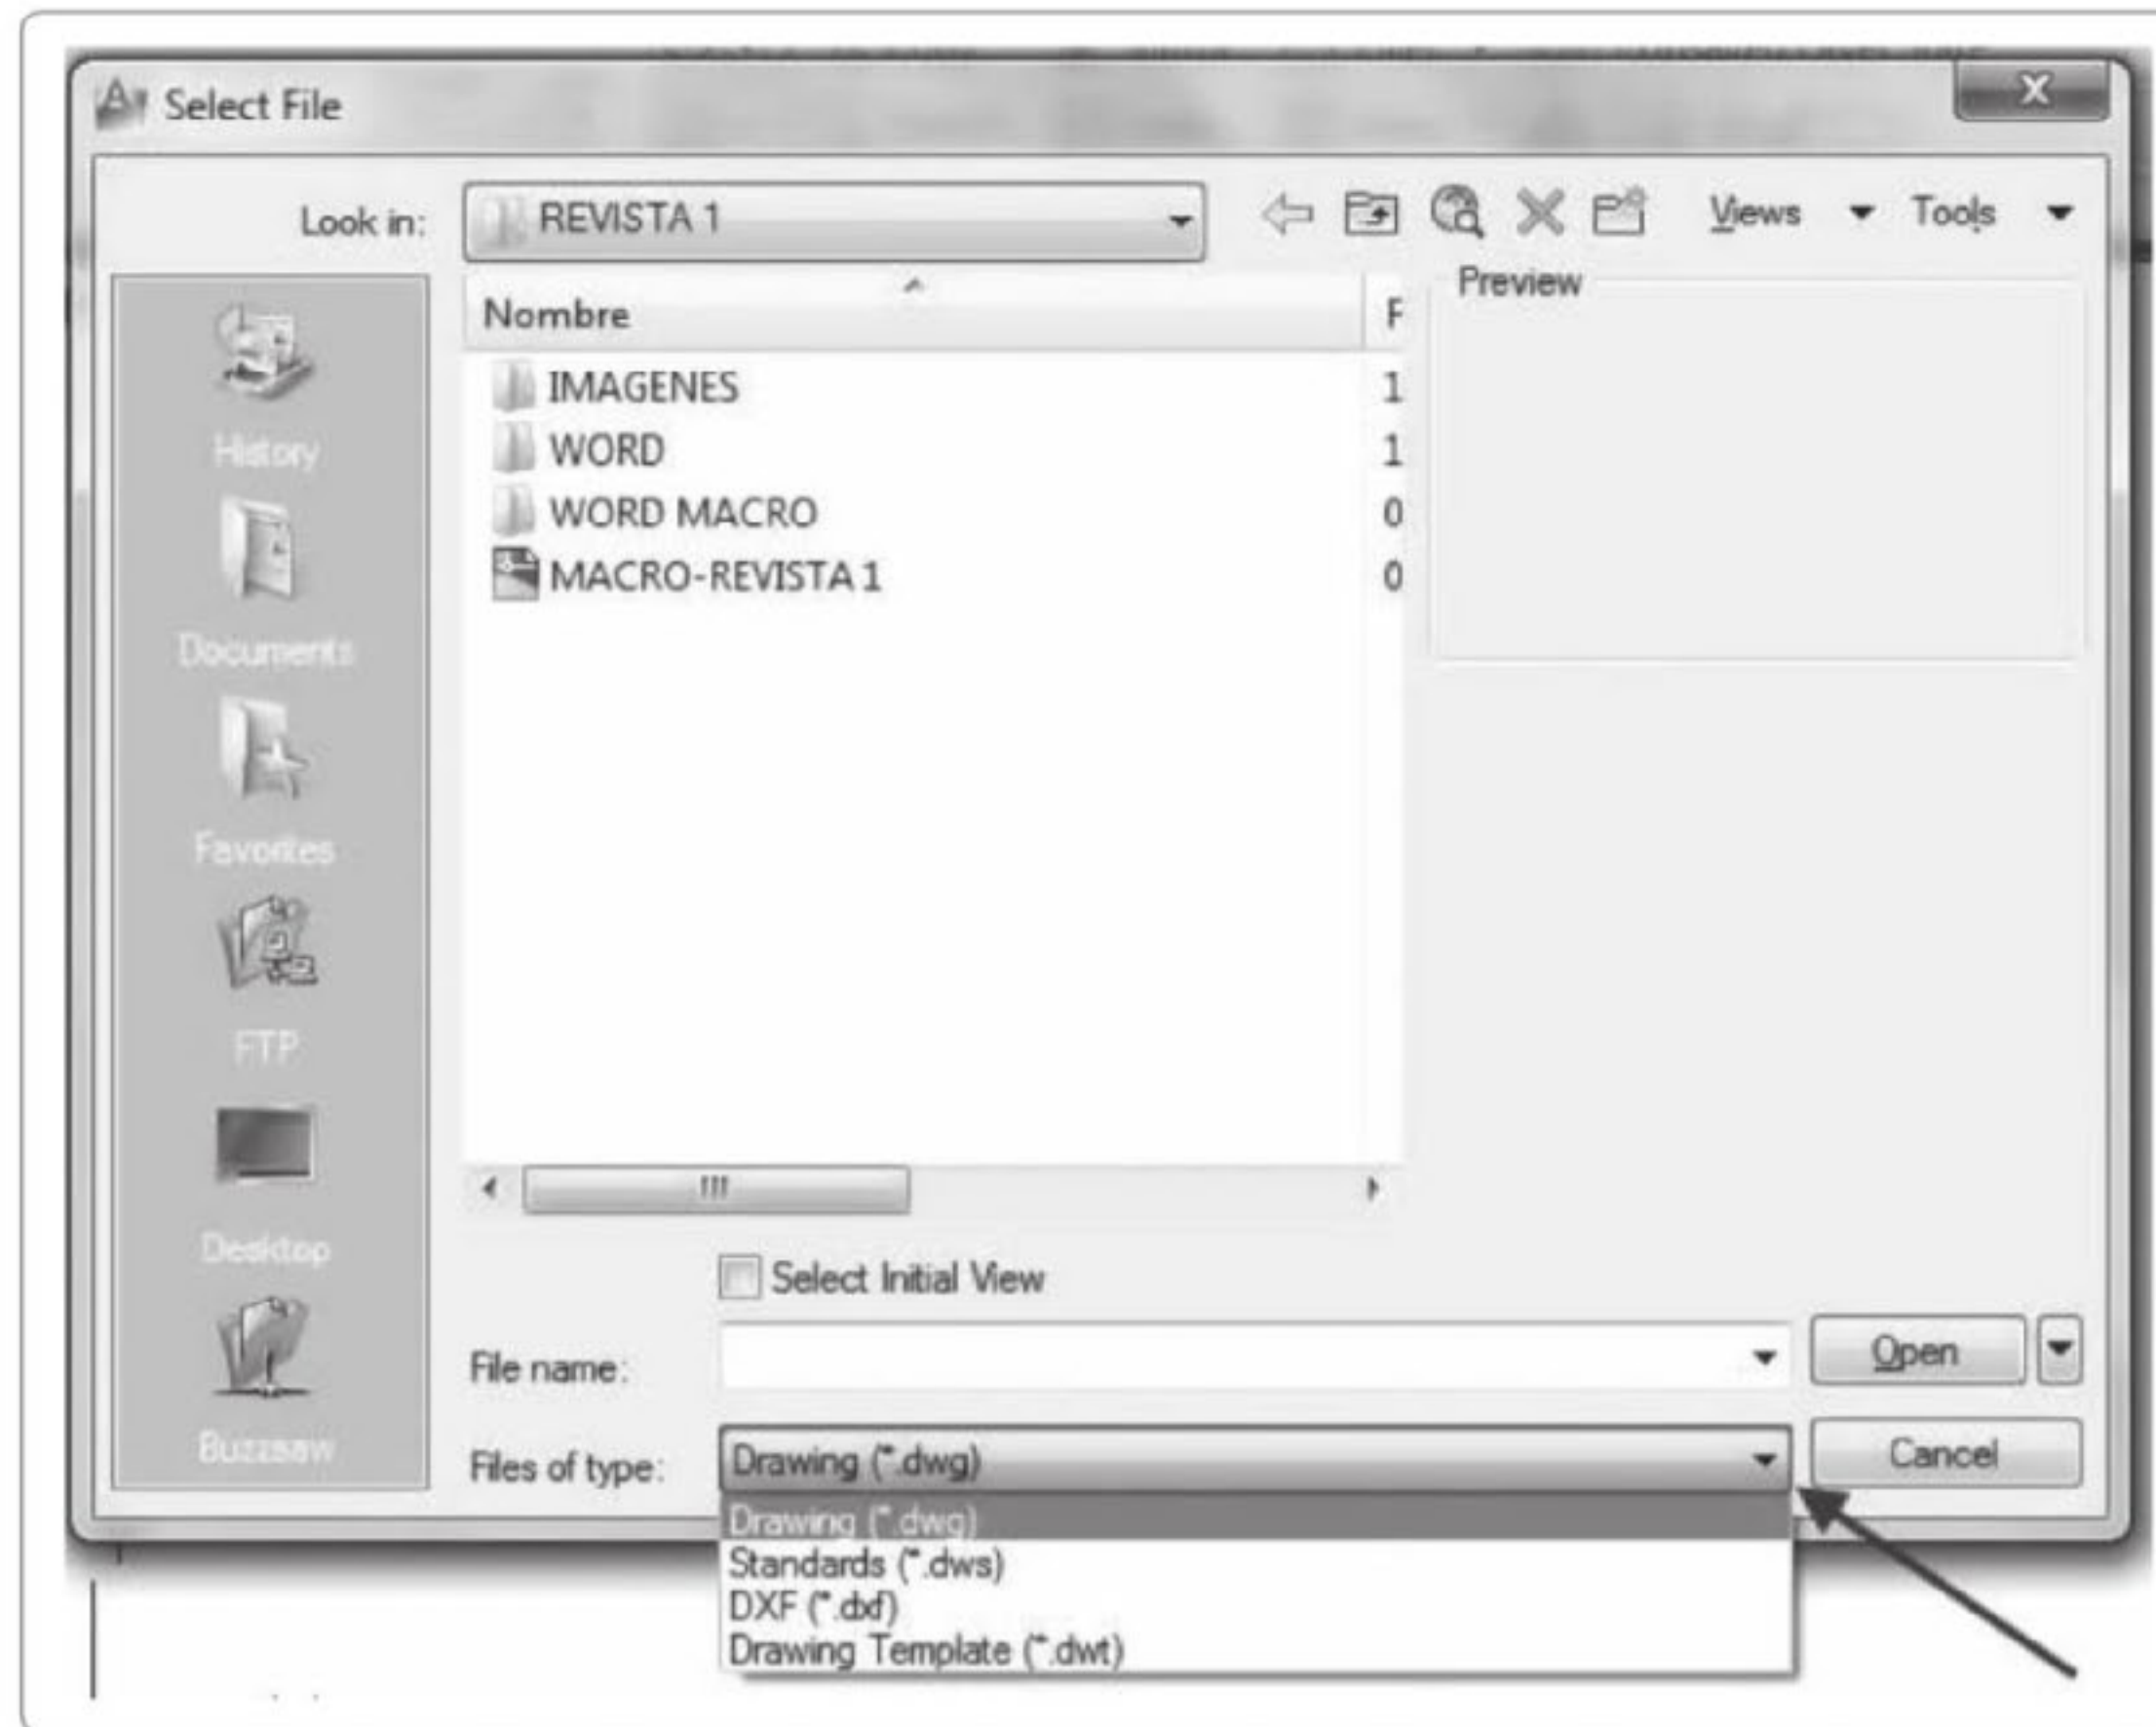 Select File
X
Look in:
REVISTA 1
Views
Tools
Nombre
F
Preview
IMAGENES
1
WORD
1
WORD MACRO
0
MACRO-REVISTA 1
0
History
Documents
Favorites
FTP
Desktop
Buzzsaw
Select Initial View
File name:
Open
Files of type:
Drawing (*.dwg)
Cancel
Drawing (*.dwg)
Standards (*.dws)
DXF (*.dxf)
Drawing Template (*.dwt)